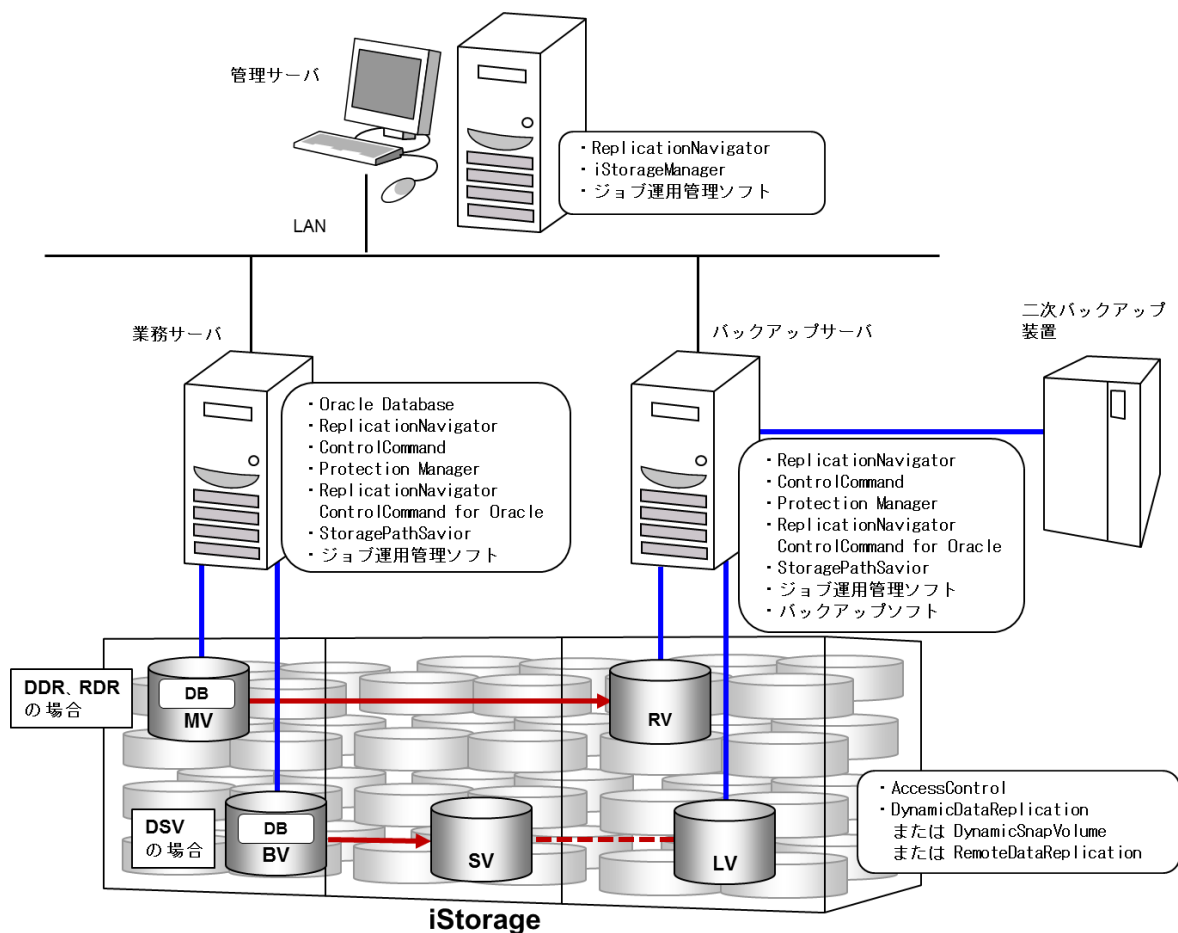 管理サーバ
・ReplicationNavigator
・iStorageManager
・ジョブ運用管理ソフト
LAN
業務サーバ
・Oracle Database
・ReplicationNavigator
・ControlCommand
・Protection Manager
・ReplicationNavigator
ControlCommand for Oracle
・StoragePathSavior
・ジョブ運用管理ソフト
バックアップサーバ
・ReplicationNavigator
・ControlCommand
・Protection Manager
・ReplicationNavigator
ControlCommand for Oracle
・StoragePathSavior
・ジョブ運用管理ソフト
・バックアップソフト
二次バックアップ
装置
DDR、RDR
の場合
DB
MV
RV
DSV
の場合
DB
BV
SV
LV
・AccessControl
・DynamicDataReplication
または DynamicSnapVolume
または RemoteDataReplication
iStorage